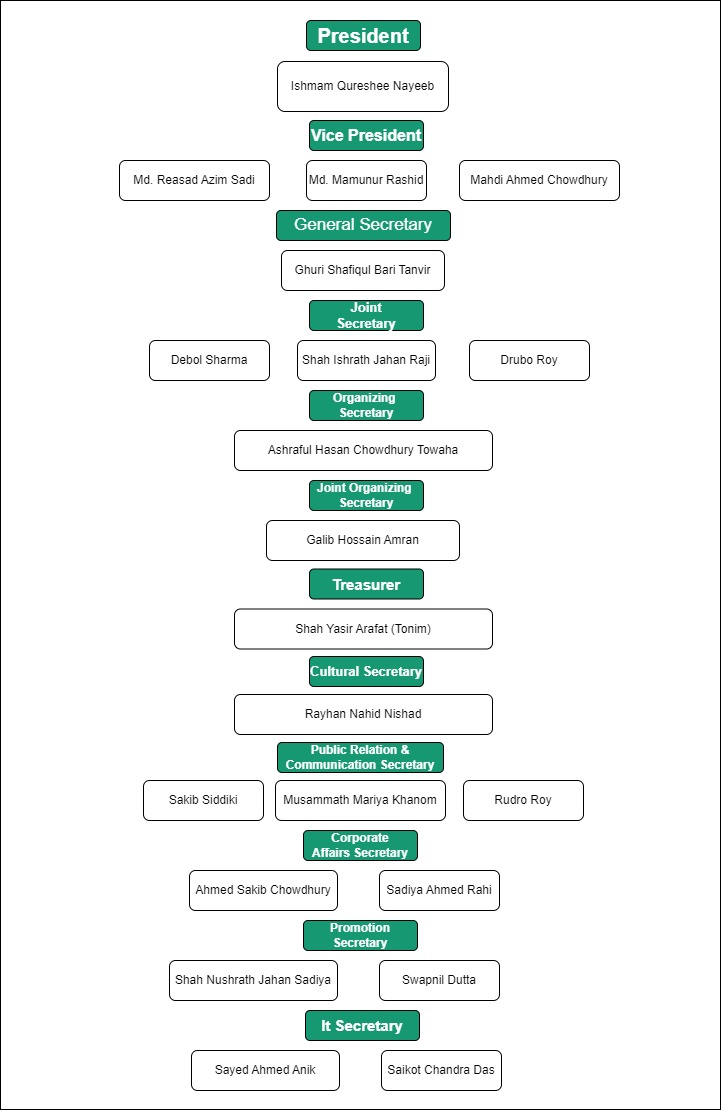 President
Ishmam Qureshee Nayeeb
Vice President
Md. Reasad Azim Sadi
Md. Mamunur Rashid
Mahdi Ahmed Chowdhury
General Secretary
Ghuri Shafiqul Bari Tanvir
Joint
Secretary
Debol Sharma
Shah Ishrath Jahan Raji
Drubo Roy
Organizing
Secretary
Ashraful Hasan Chowdhury Towaha
Joint Organizing
Secretary
Galib Hossain Amran
Treasurer
Shah Yasir Arafat (Tonim)
Cultural Secretary
Rayhan Nahid Nishad
Public Relation &
Communication Secretary
Sakib Siddiki
Musammath Mariya Khanom
Rudro Roy
Corporate
Affairs Secretary
Ahmed Sakib Chowdhury
Sadiya Ahmed Rahi
Promotion
Secretary
Shah Nushrath Jahan Sadiya
Swapnil Dutta
It Secretary
Sayed Ahmed Anik
Saikot Chandra Das